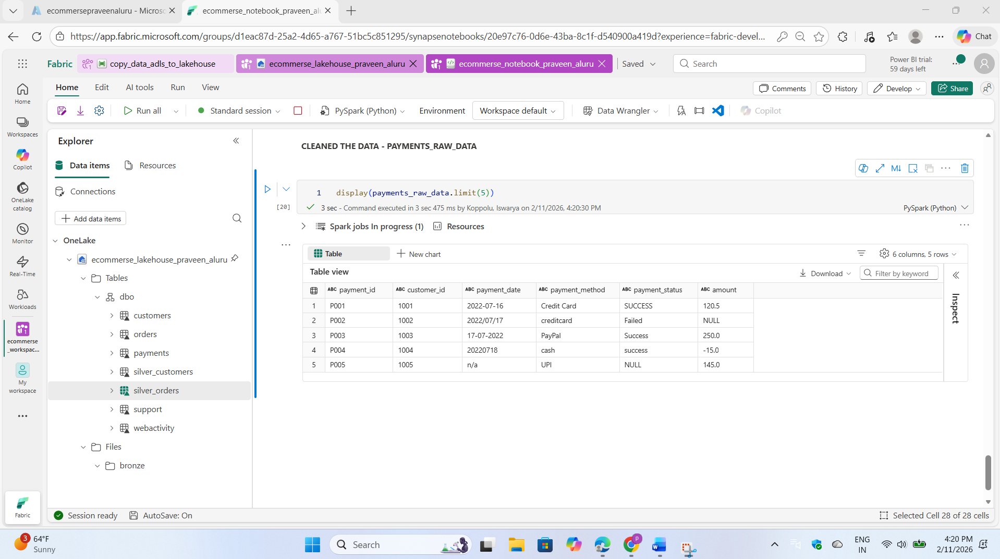 ecommersepraveenaluru - Microso
ecommerse_notebook_praveen_alu
https://app.fabric.microsoft.com/groups/d1eac87d-25a2-4d65-a767-51bc5c851295/synapsenotebooks/20e97c76-0d6e-43ba-8c1f-d540900a419d?experience=fabric-devel...
Chat
Fabric
copy_data_adls_to_lakehouse
ecommerse_lakehouse_praveen_aluru
ecommerse_notebook_praveen_aluru
Saved
Search
Power BI trial:
59 days left
Home
Edit
AI tools
Run
View
Comments
History
Develop
Share
Run all
Standard session
PySpark (Python)
Environment
Workspace default
Data Wrangler
Copilot
Home
Workspaces
Copilot
OneLake
catalog
Monitor
Real-Time
Workloads
ecommerse
_workspac...
My
workspace
Fabric
Explorer
Data items
Resources
Connections
Add data items
OneLake
ecommerse_lakehouse_praveen_aluru
Tables
dbo
customers
orders
payments
silver_customers
silver_orders
support
webactivity
Files
bronze
CLEANED THE DATA - PAYMENTS_RAW_DATA
M↓
1 display(payments_raw_data.limit(5))
[20]
3 sec - Command executed in 3 sec 475 ms by Koppolu, Iswarya on 2/11/2026, 4:20:30 PM
PySpark (Python)
Spark jobs In progress (1)
Resources
Table
New chart
6 columns, 5 rows
Table view
Download
Filter by keyword
Inspect
ABC payment_id ABC customer_id ABC payment_date ABC payment_method ABC payment_status ABC amount
1 P001 1001 2022-07-16 Credit Card SUCCESS 120.5
2 P002 1002 2022/07/17 creditcard Failed NULL
3 P003 1003 17-07-2022 PayPal Success 250.0
4 P004 1004 20220718 cash success -15.0
5 P005 1005 n/a UPI NULL 145.0
Session ready
AutoSave: On
Selected Cell 28 of 28 cells
3
64°F
Sunny
Search
P
ENG
IN
4:20 PM
2/11/2026